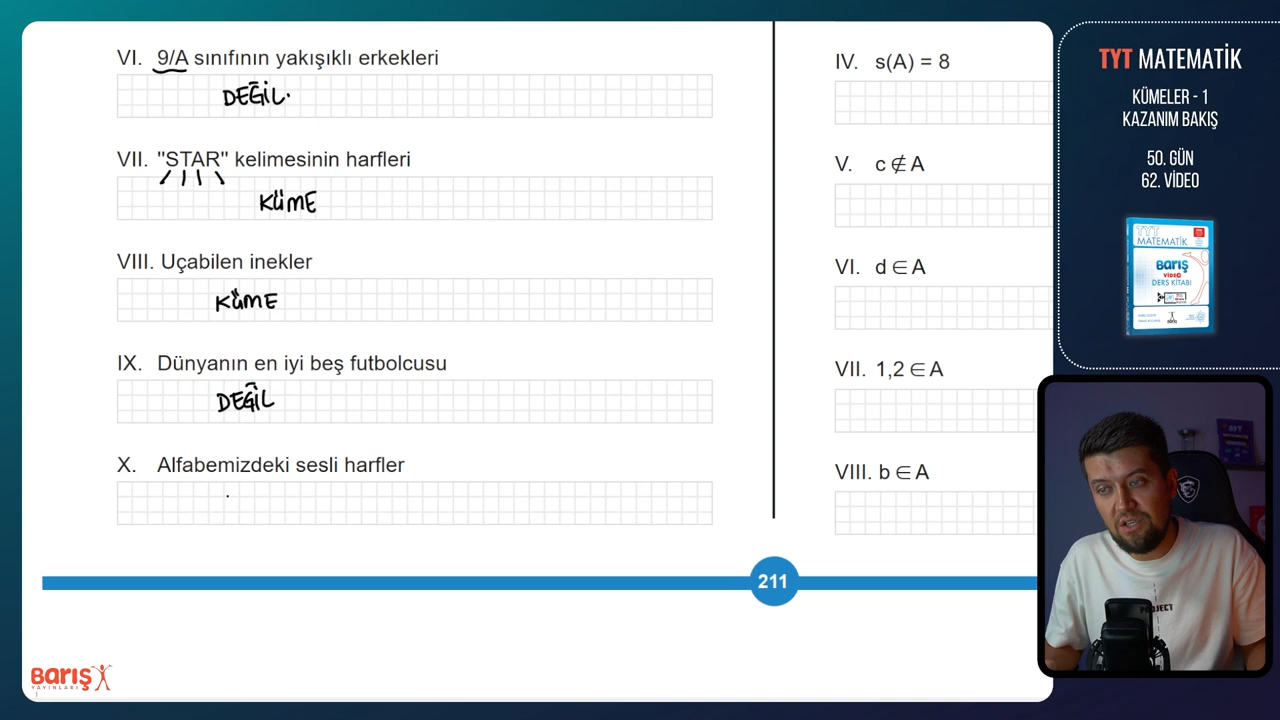 VI. 9/A sınıfının yakışıklı erkekleri
DEĞİL.
VII. "STAR" kelimesinin harfleri
KÜME
VIII. Uçabilen inekler
KÜME
IX. Dünyanın en iyi beş futbolcusu
DEĞİL
X. Alfabemizdeki sesli harfler
IV. s(A) = 8
V. c ∉ A
VI. d ∈ A
VII. 1,2 ∈ A
VIII. b ∈ A
211
BARIŞ
YAYINLARI
TYT MATEMATİK
KÜMELER - 1
KAZANIM BAKIŞ
50. GÜN
62. VİDEO
TYT
MATEMATİK
BARIŞ
VİDEO
DERS KİTABI